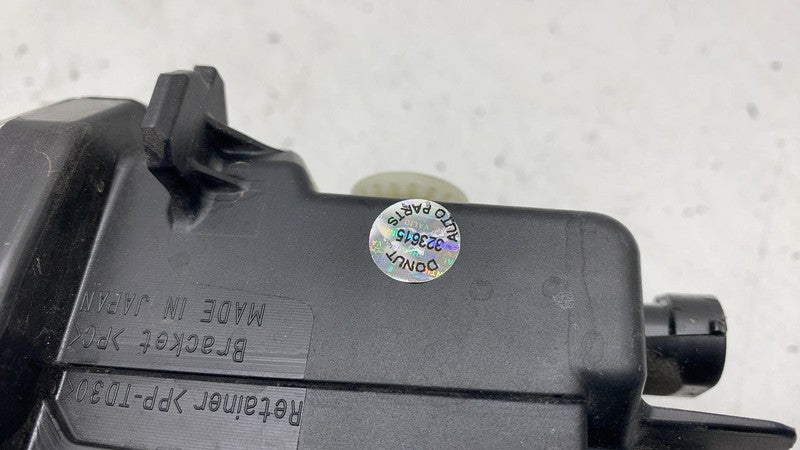 DONUT
323615
AUTO PARTS
Retainer >PP-TD30<
Bracket >PC<
MADE IN JAPAN